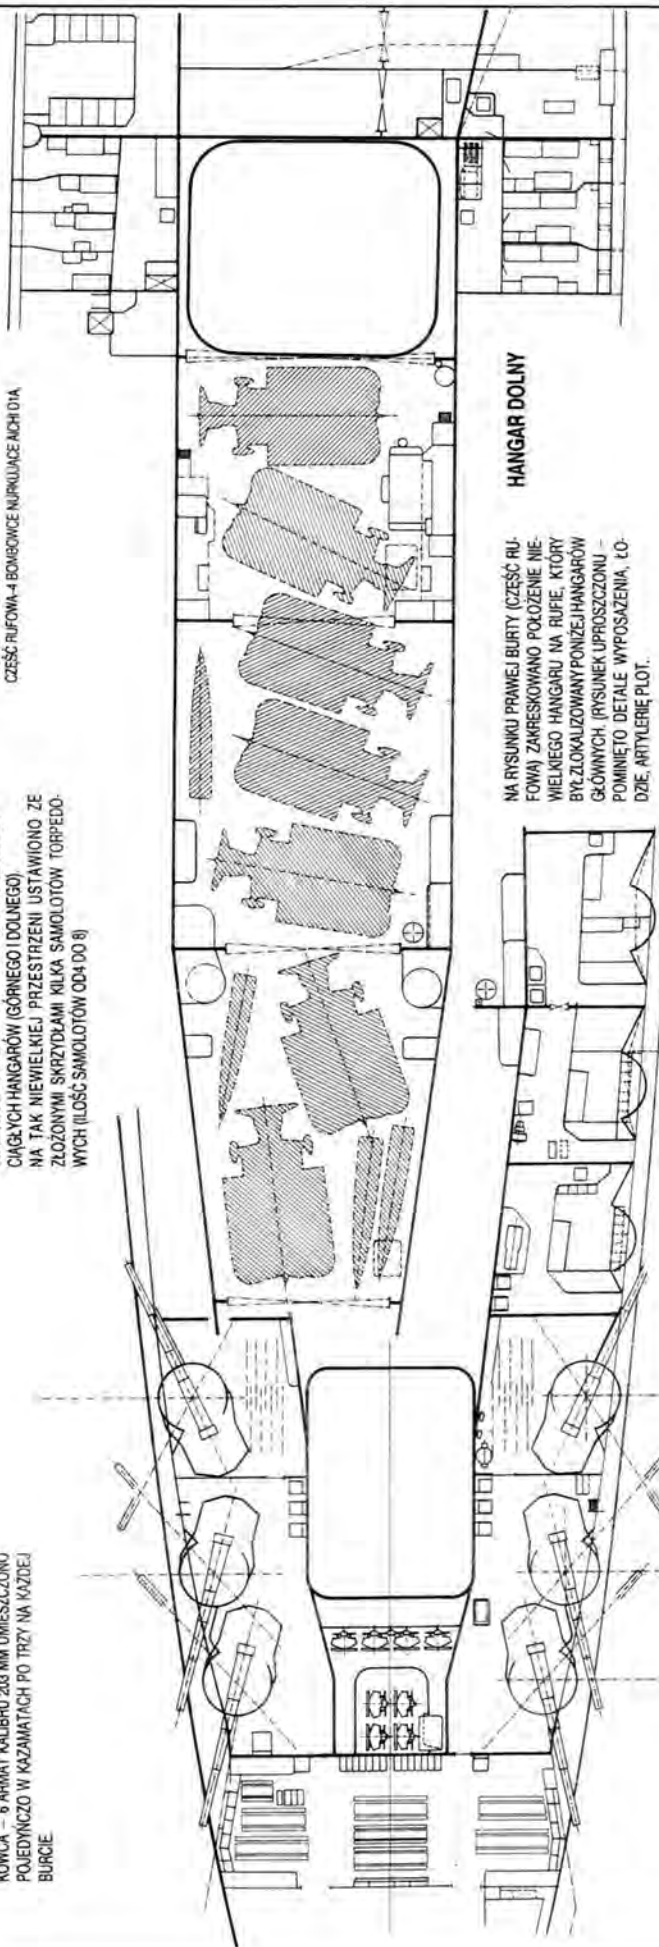 CZĘŚĆ RUFOWA-4 BOMBOWCE NURKUJĄCE AICHI D1A
CIĄGŁYCH HANGARÓW (GÓRNEGO I DOLNEGO).
NA TAK NIEWIELKIEJ PRZESTRZENI USTAWIONO ZE
ZŁOŻONYMI SKRZYDŁAMI KILKA SAMOLOTÓW TORPEDO-
WYCH (ILOŚĆ SAMOLOTÓW OD 4 DO 8)
KOWCA – 6 ARMAT KALIBRU 203 MM UMIESZCZONO
POJEDYŃCZO W KAZAMATACH PO TRZY NA KAŻDEJ
BURCIE.
HANGAR DOLNY
NA RYSUNKU PRAWEJ BURTY (CZĘŚĆ RU-
FOWA) ZAKRESKOWANO POŁOŻENIE NIE-
WIELKIEGO HANGARU NA RUFIE, KTÓRY
BYŁ ZLOKALIZOWANY PONIŻEJ HANGARÓW
GŁÓWNYCH. (RYSUNEK UPROSZCZONU –
POMINIĘTO DETALE WYPOSAŻENIA, ŁO-
DZIE, ARTYLERIĘ PLOT.